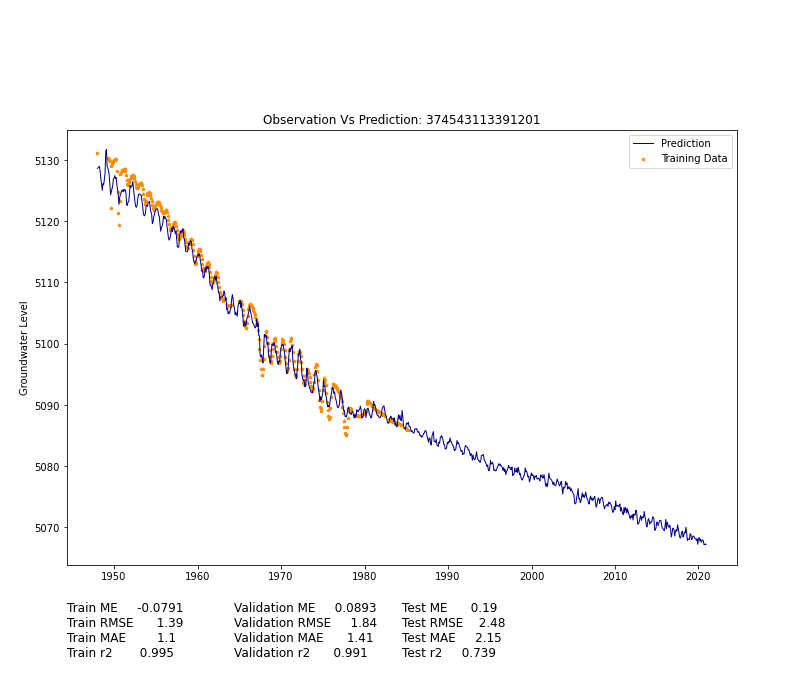 Observation Vs Prediction: 374543113391201
Prediction
Training Data
Groundwater Level
5130
5120
5110
5100
5090
5080
5070
1950 1960 1970 1980 1990 2000 2010 2020
Train ME -0.0791 Validation ME 0.0893 Test ME 0.19
Train RMSE 1.39 Validation RMSE 1.84 Test RMSE 2.48
Train MAE 1.1 Validation MAE 1.41 Test MAE 2.15
Train r2 0.995 Validation r2 0.991 Test r2 0.739